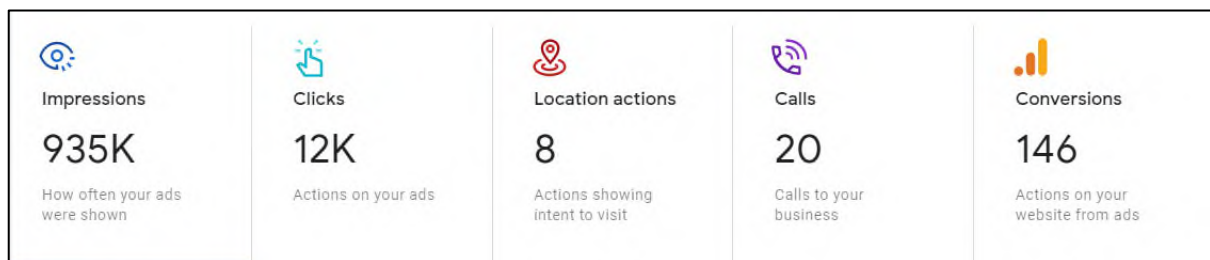 Impressions
935K
How often your ads
were shown
Clicks
12K
Actions on your ads
Location actions
8
Actions showing
intent to visit
Calls
20
Calls to your
business
Conversions
146
Actions on your
website from ads